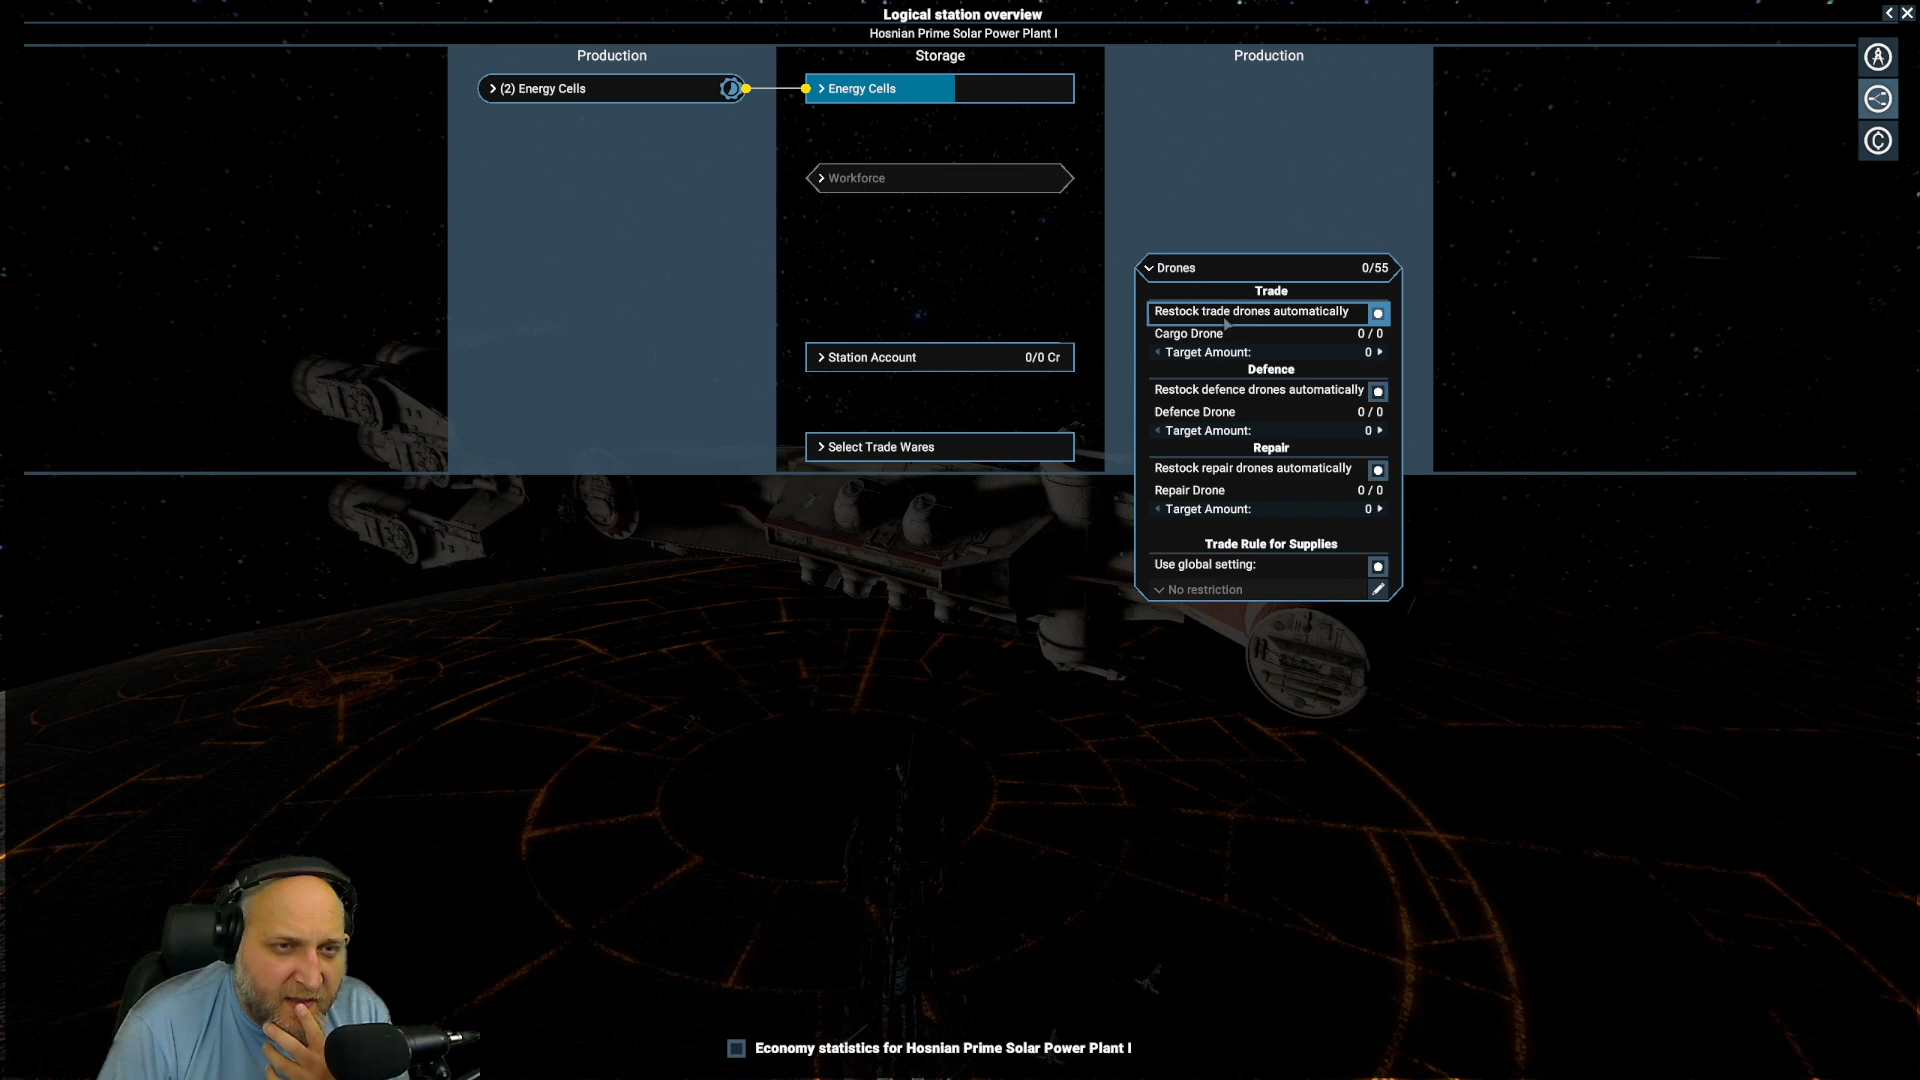 Logical station overview
Hosnian Prime Solar Power Plant I
Production
Storage
Production
(2) Energy Cells
Energy Cells
Workforce
Station Account 0/0 Cr
Select Trade Wares
Drones 0/55
Trade
Restock trade drones automatically
Cargo Drone 0 / 0
Target Amount: 0
Defence
Restock defence drones automatically
Defence Drone 0 / 0
Target Amount: 0
Repair
Restock repair drones automatically
Repair Drone 0 / 0
Target Amount: 0
Trade Rule for Supplies
Use global setting:
No restriction
Economy statistics for Hosnian Prime Solar Power Plant I